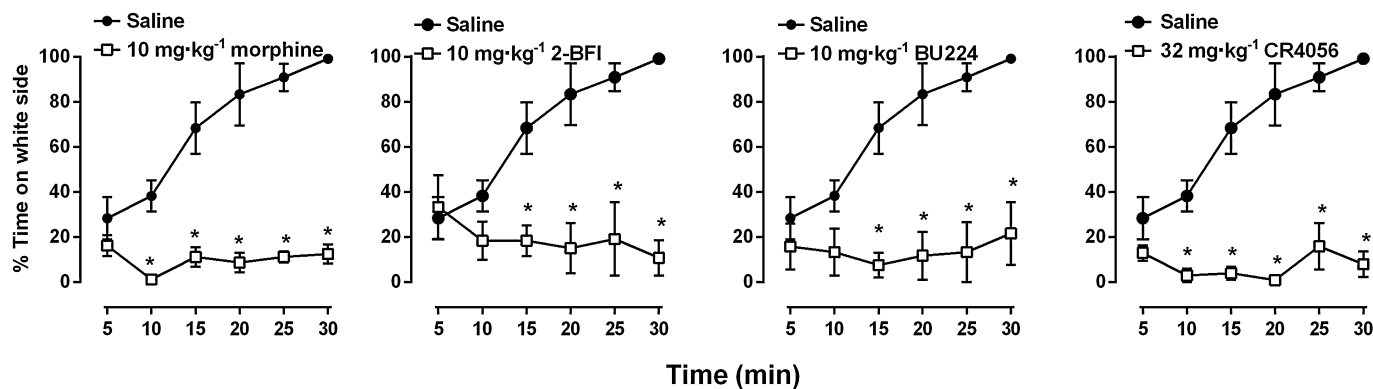 Saline
10 mg·kg⁻¹ morphine
Saline
10 mg·kg⁻¹ 2-BFI
Saline
10 mg·kg⁻¹ BU224
Saline
32 mg·kg⁻¹ CR4056
% Time on white side
100
80
60
40
20
0
* * * * *
5 10 15 20 25 30
100
80
60
40
20
0
* * * *
5 10 15 20 25 30
100
80
60
40
20
0
* * * *
5 10 15 20 25 30
100
80
60
40
20
0
* * * * *
5 10 15 20 25 30
Time (min)